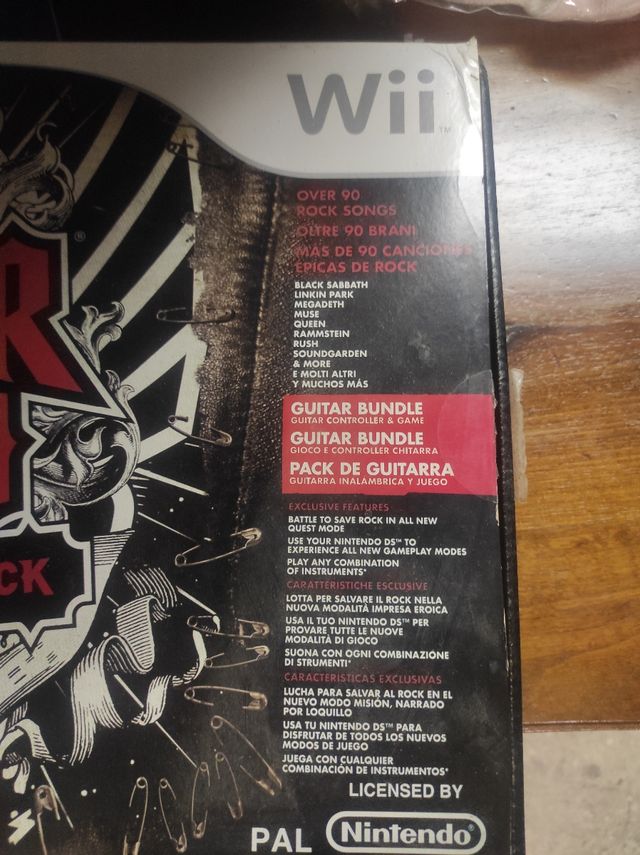 Wii™
OVER 90
ROCK SONGS
OLTRE 90 BRANI
MÁS DE 90 CANCIONES
ÉPICAS DE ROCK
BLACK SABBATH
LINKIN PARK
MEGADETH
MUSE
QUEEN
RAMMSTEIN
RUSH
SOUNDGARDEN
& MORE
E MOLTI ALTRI
Y MUCHOS MÁS
®
R
CK
GUITAR BUNDLE
GUITAR CONTROLLER & GAME
GUITAR BUNDLE
GIOCO E CONTROLLER CHITARRA
PACK DE GUITARRA
GUITARRA INALÁMBRICA Y JUEGO
EXCLUSIVE FEATURES
BATTLE TO SAVE ROCK IN ALL NEW
QUEST MODE
USE YOUR NINTENDO DS™ TO
EXPERIENCE ALL NEW GAMEPLAY MODES
PLAY ANY COMBINATION
OF INSTRUMENTS*
CARATTERISTICHE ESCLUSIVE
LOTTA PER SALVARE IL ROCK NELLA
NUOVA MODALITÀ IMPRESA EROICA
USA IL TUO NINTENDO DS™ PER
PROVARE TUTTE LE NUOVE
MODALITÀ DI GIOCO
SUONA CON OGNI COMBINAZIONE
DI STRUMENTI*
CARACTERÍSTICAS EXCLUSIVAS
LUCHA PARA SALVAR AL ROCK EN EL
NUEVO MODO MISIÓN, NARRADO
POR LOQUILLO
USA TU NINTENDO DS™ PARA
DISFRUTAR DE TODOS LOS NUEVOS
MODOS DE JUEGO
JUEGA CON CUALQUIER
COMBINACIÓN DE INSTRUMENTOS*
LICENSED BY
PAL Nintendo®